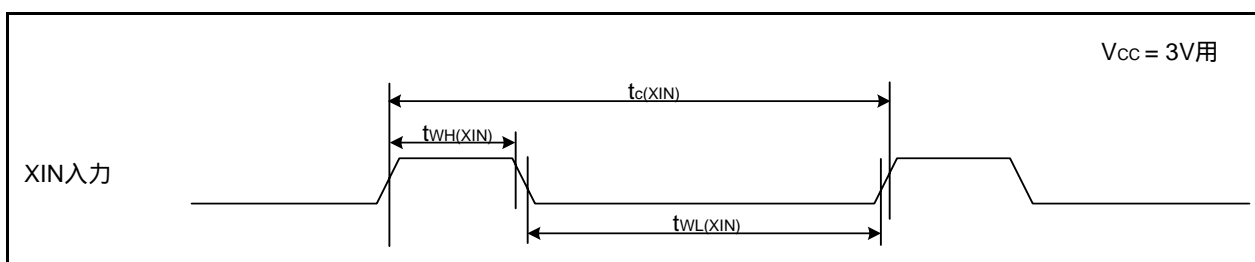 VCC = 3V用
tC(XIN)
tWH(XIN)
XIN入力
tWL(XIN)